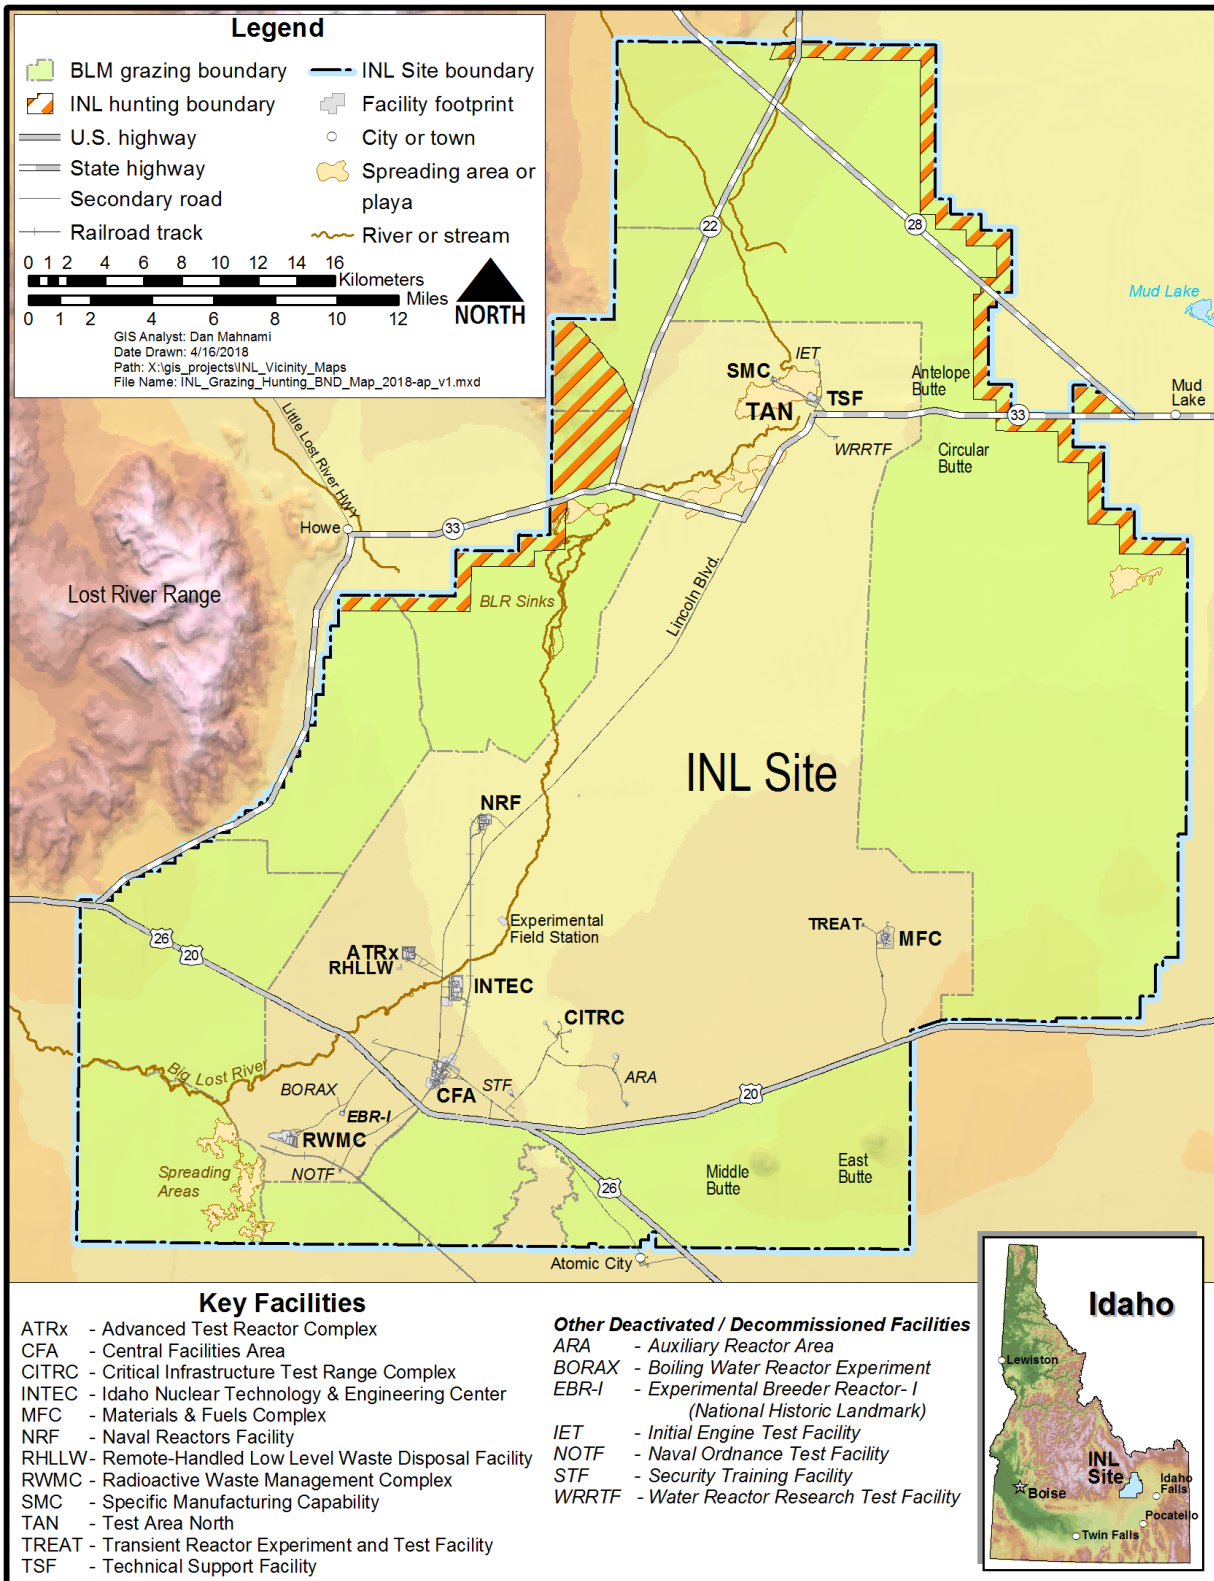 Legend
BLM grazing boundary
INL hunting boundary
U.S. highway
State highway
Secondary road
Railroad track
INL Site boundary
Facility footprint
City or town
Spreading area or
playa
River or stream
0 1 2 4 6 8 10 12 14 16
Kilometers
Miles
0 1 2 4 6 8 10 12
NORTH
GIS Analyst: Dan Mahnami
Date Drawn: 4/16/2018
Path: X:\gis_projects\INL_Vicinity_Maps
File Name: INL_Grazing_Hunting_BND_Map_2018-ap_v1.mxd
22
28
Mud Lake
IET
SMC
TSF
TAN
Antelope
Butte
Mud
Lake
33
WRRTF
Circular
Butte
Little Lost River HWY
Howe
33
Lincoln Blvd.
Lost River Range
BLR Sinks
INL Site
NRF
Experimental
Field Station
TREAT
MFC
26
20
ATRx
RHLLW
INTEC
CITRC
Big Lost River
BORAX
STF
ARA
CFA
20
EBR-I
RWMC
NOTF
Spreading
Areas
Middle
Butte
East
Butte
26
Atomic City
Key Facilities
ATRx - Advanced Test Reactor Complex
CFA - Central Facilities Area
CITRC - Critical Infrastructure Test Range Complex
INTEC - Idaho Nuclear Technology & Engineering Center
MFC - Materials & Fuels Complex
NRF - Naval Reactors Facility
RHLLW - Remote-Handled Low Level Waste Disposal Facility
RWMC - Radioactive Waste Management Complex
SMC - Specific Manufacturing Capability
TAN - Test Area North
TREAT - Transient Reactor Experiment and Test Facility
TSF - Technical Support Facility
Other Deactivated / Decommissioned Facilities
ARA - Auxiliary Reactor Area
BORAX - Boiling Water Reactor Experiment
EBR-I - Experimental Breeder Reactor- I
(National Historic Landmark)
IET - Initial Engine Test Facility
NOTF - Naval Ordnance Test Facility
STF - Security Training Facility
WRRTF - Water Reactor Research Test Facility
Idaho
Lewiston
INL
Site
Idaho
Falls
Boise
Pocatello
Twin Falls